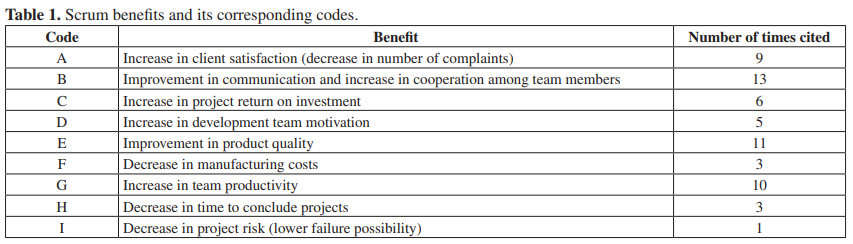 Table 1. Scrum benefits and its corresponding codes.
Code Benefit Number of times cited
A Increase in client satisfaction (decrease in number of complaints) 9
B Improvement in communication and increase in cooperation among team members 13
C Increase in project return on investment 6
D Increase in development team motivation 5
E Improvement in product quality 11
F Decrease in manufacturing costs 3
G Increase in team productivity 10
H Decrease in time to conclude projects 3
I Decrease in project risk (lower failure possibility) 1